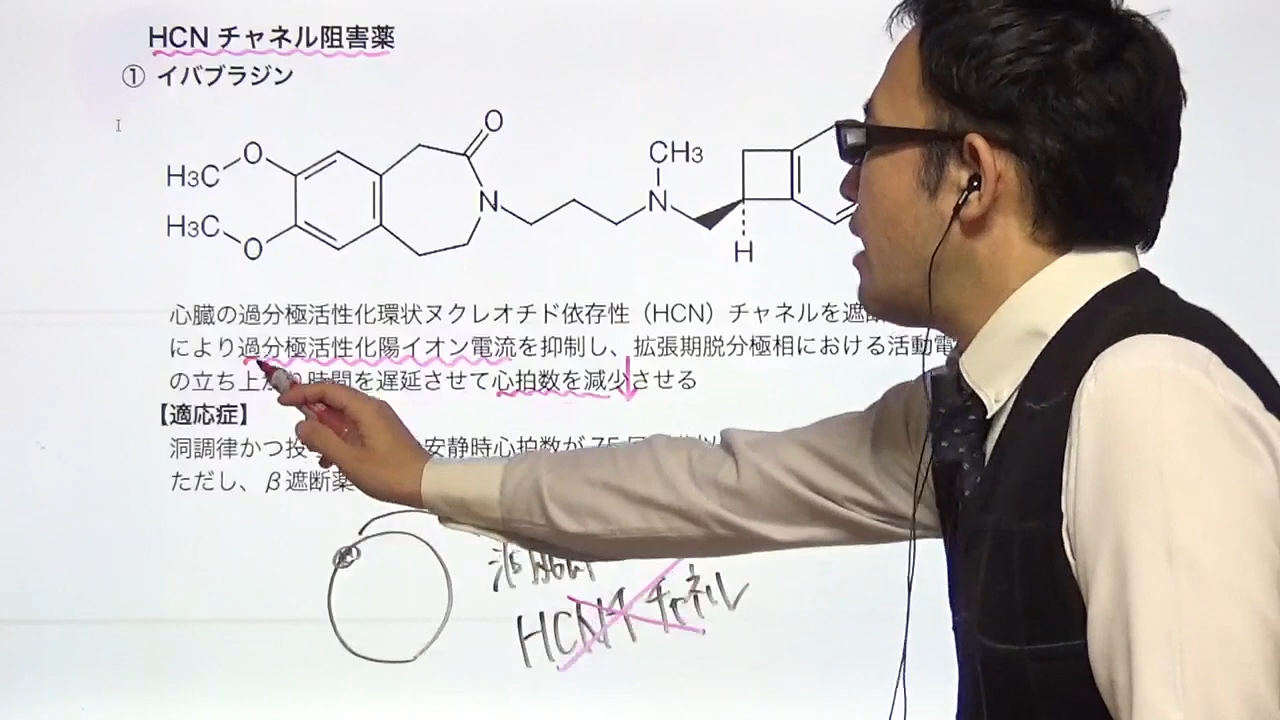 HCN チャネル阻害薬
① イバブラジン
O
CH3
H3C
O
N
N
H3C
O
H
心臓の過分極活性化環状ヌクレオチド依存性（HCN）チャネルを遮断
により過分極活性化陽イオン電流を抑制し、拡張期脱分極相における活動電
の立ち上がり時間を遅延させて心拍数を減少させる
【適応症】
洞調律かつ投 安静時心拍数が 75
ただし、β遮断薬
HCN チャネル